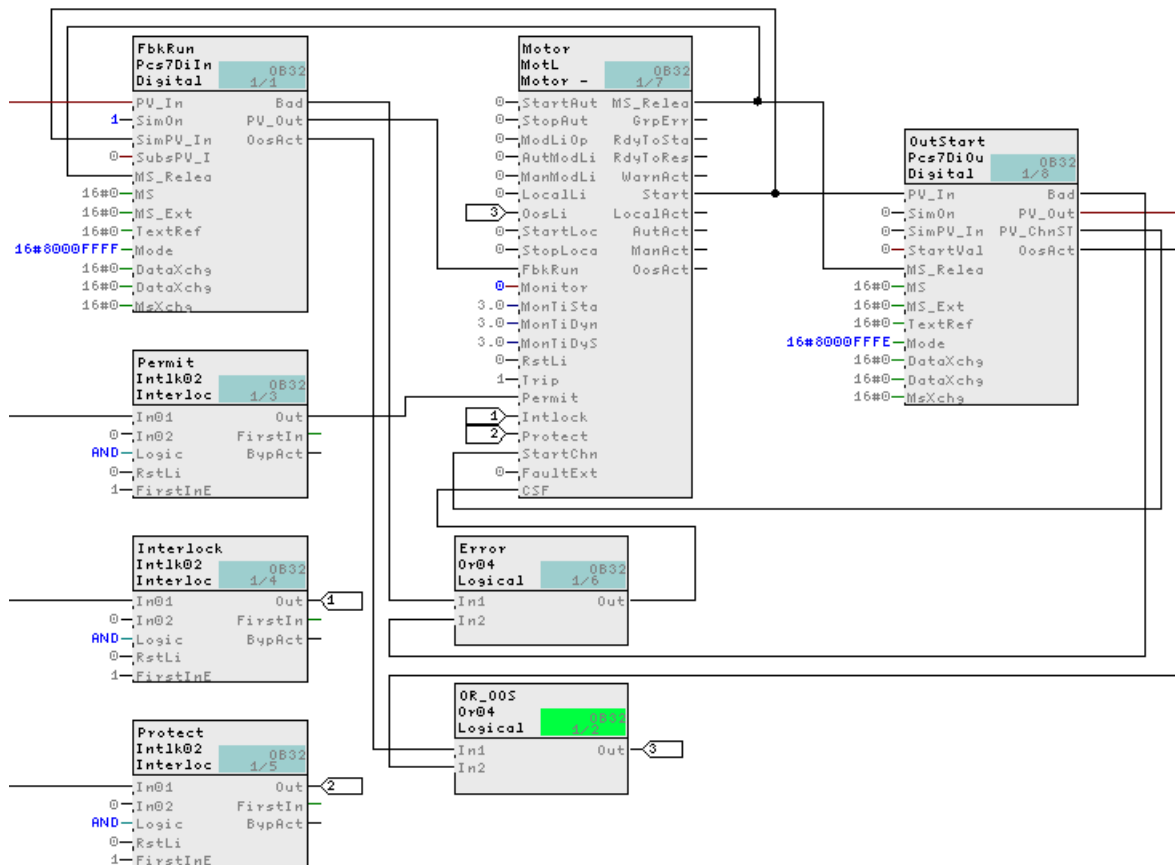 FbkRun
Pcs7DiIn
Digital
OB32
1/1
PV_In
Bad
1
SimOn
PV_Out
SimPV_In
OosAct
0
SubsPV_I
MS_Relea
16#0
MS
16#0
MS_Ext
16#0
TextRef
16#8000FFFF
Mode
16#0
DataXchg
16#0
DataXchg
16#0
MsXchg
Motor
MotL
Motor -
OB32
1/7
0
StartAut
MS_Relea
0
StopAut
GrpErr
0
ModLiOp
RdyToSta
0
AutModLi
RdyToRes
0
ManModLi
WarnAct
0
LocalLi
Start
3
OosLi
LocalAct
0
StartLoc
AutAct
0
StopLoca
ManAct
FbkRun
OosAct
0
Monitor
3.0
MonTiSta
3.0
MonTiDyn
3.0
MonTiDyS
0
RstLi
1
Trip
Permit
1
Intlock
2
Protect
StartChn
0
FaultExt
CSF
OutStart
Pcs7DiOu
Digital
OB32
1/8
PV_In
Bad
0
SimOn
PV_Out
0
SimPV_In
PV_ChnST
0
StartVal
OosAct
MS_Relea
16#0
MS
16#0
MS_Ext
16#0
TextRef
16#8000FFFE
Mode
16#0
DataXchg
16#0
DataXchg
16#0
MsXchg
Permit
Intlk02
Interloc
OB32
1/3
In01
Out
0
In02
FirstIn
AND
Logic
BypAct
0
RstLi
1
FirstInE
Interlock
Intlk02
Interloc
OB32
1/4
In01
Out
1
0
In02
FirstIn
AND
Logic
BypAct
0
RstLi
1
FirstInE
Error
Or04
Logical
OB32
1/6
In1
Out
In2
OR_OOS
Or04
Logical
OB32
1/2
In1
Out
3
In2
Protect
Intlk02
Interloc
OB32
1/5
In01
Out
2
0
In02
FirstIn
AND
Logic
BypAct
0
RstLi
1
FirstInE